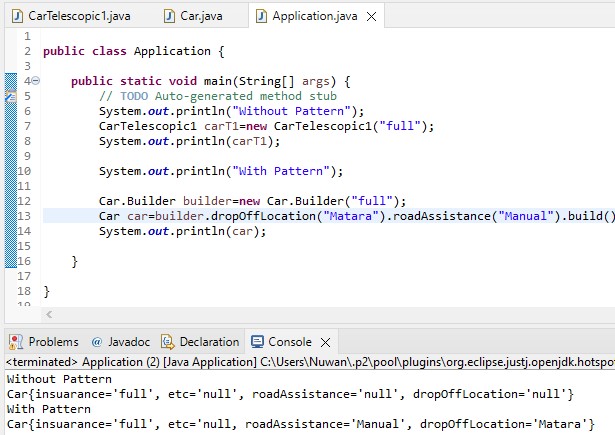 CarTelescopic1.java Car.java Application.java
1
2 public class Application {
3
4 public static void main(String[] args) {
5 // TODO Auto-generated method stub
6 System.out.println("Without Pattern");
7 CarTelescopic1 carT1=new CarTelescopic1("full");
8 System.out.println(carT1);
9
10 System.out.println("With Pattern");
11
12 Car.Builder builder=new Car.Builder("full");
13 Car car=builder.dropOffLocation("Matara").roadAssistance("Manual").build()
14 System.out.println(car);
15
16 }
17
18 }
19
Problems @ Javadoc Declaration Console
<terminated> Application (2) [Java Application] C:\Users\Nuwan\.p2\pool\plugins\org.eclipse.justj.openjdk.hotspot
Without Pattern
Car{insuarance='full', etc='null', roadAssistance='null', dropOffLocation='null'}
With Pattern
Car{insuarance='full', etc='null, roadAssistance='Manual', dropOffLocation='Matara'}